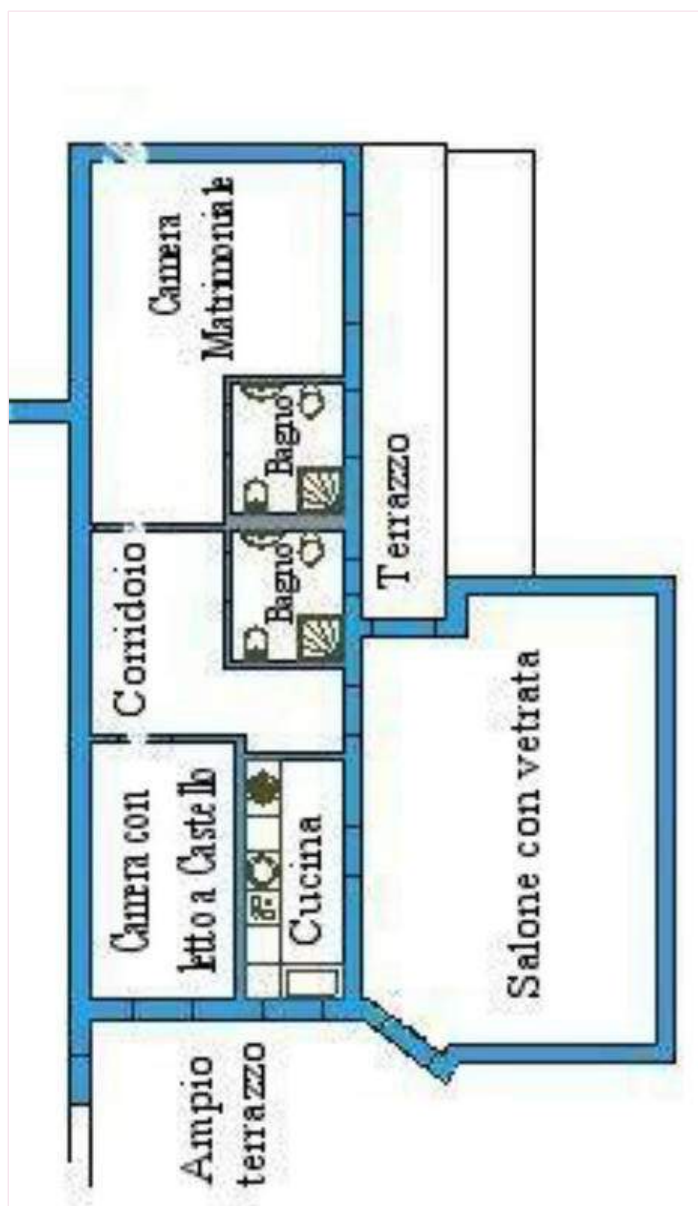 Camera
Matrimoniale
Bagno
Terrazzo
Corridoio
Bagno
Camera con
letto a Castello
Cucina
Salone con vetrata
Ampio
terrazzo